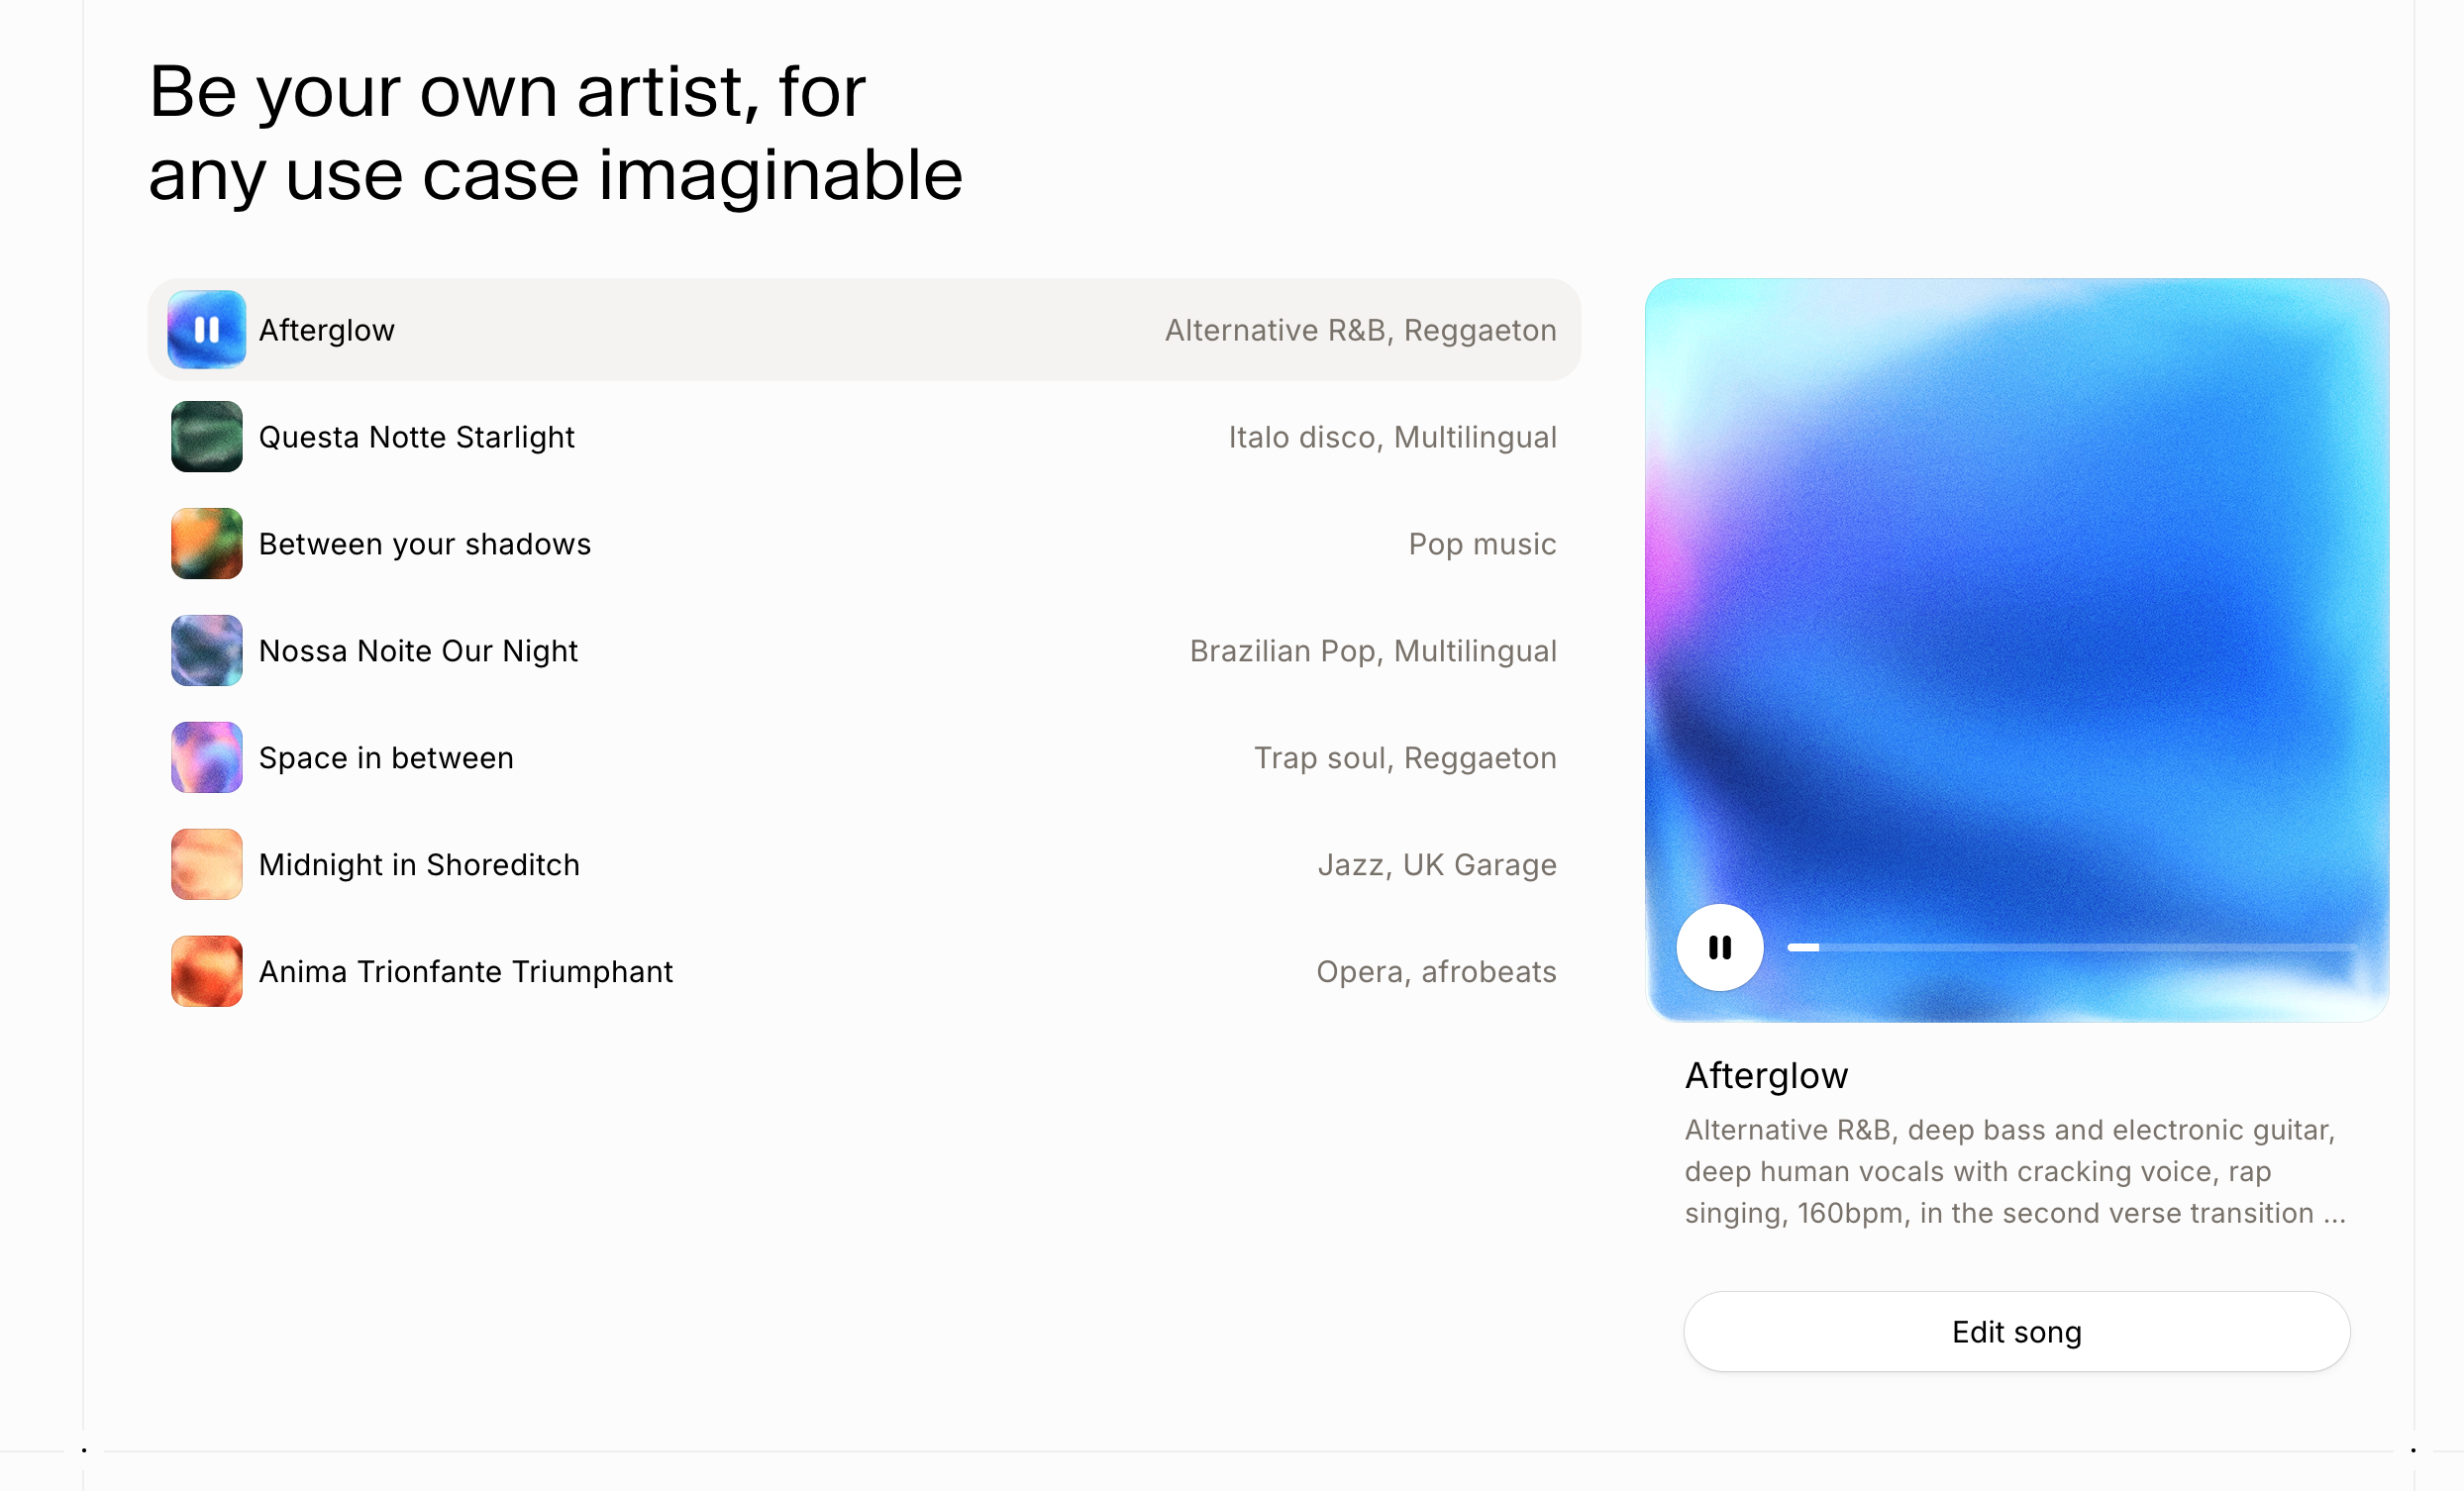 Be your own artist, for
any use case imaginable
Afterglow
Alternative R&B, Reggaeton
Questa Notte Starlight
Italo disco, Multilingual
Between your shadows
Pop music
Nossa Noite Our Night
Brazilian Pop, Multilingual
Space in between
Trap soul, Reggaeton
Midnight in Shoreditch
Jazz, UK Garage
Anima Trionfante Triumphant
Opera, afrobeats
Afterglow
Alternative R&B, deep bass and electronic guitar,
deep human vocals with cracking voice, rap
singing, 160bpm, in the second verse transition ...
Edit song